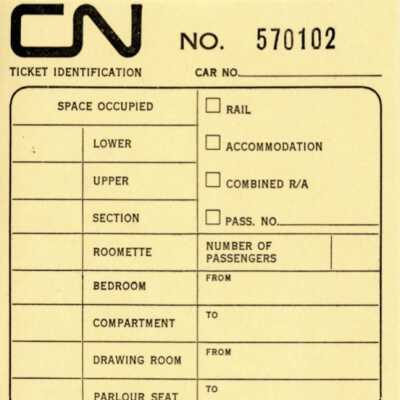 CN NO. 570102
TICKET IDENTIFICATION CAR NO.
SPACE OCCUPIED
LOWER
UPPER
SECTION
ROOMETTE
BEDROOM
COMPARTMENT
DRAWING ROOM
PARLOUR SEAT
RAIL
ACCOMMODATION
COMBINED R/A
PASS. NO.
NUMBER OF
PASSENGERS
FROM
TO
FROM
TO